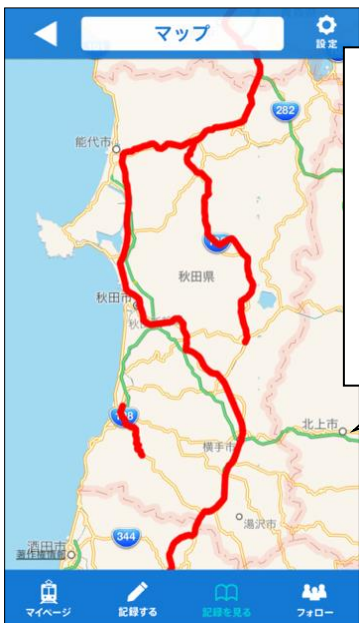 マップ
設定
282
能代市
秋田県
秋田市
北上市
横手市
湯沢市
344
酒田市
マイページ
記録する
記録を見る
フォロー